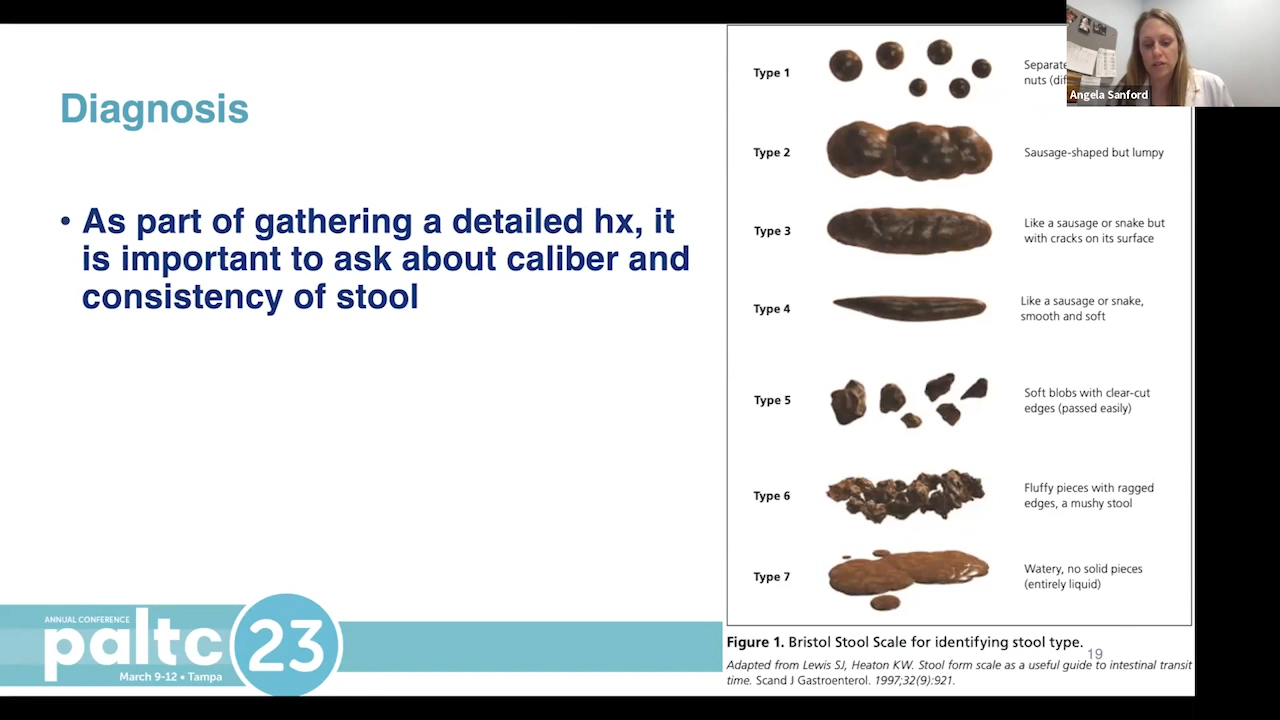 Diagnosis
• As part of gathering a detailed hx, it
is important to ask about caliber and
consistency of stool
ANNUAL CONFERENCE
paltc 23
March 9-12 • Tampa
Type 1
Separate
nuts
Type 2
Sausage-shaped but lumpy
Type 3
Like a sausage or snake but
with cracks on its surface
Type 4
Like a sausage or snake,
smooth and soft
Type 5
Soft blobs with clear-cut
edges (passed easily)
Type 6
Fluffy pieces with ragged
edges, a mushy stool
Type 7
Watery, no solid pieces
(entirely liquid)
Figure 1. Bristol Stool Scale for identifying stool type.
19
Adapted from Lewis SJ, Heaton KW. Stool form scale as a useful guide to intestinal transit
time. Scand J Gastroenterol. 1997;32(9):921.
Angela Sanford